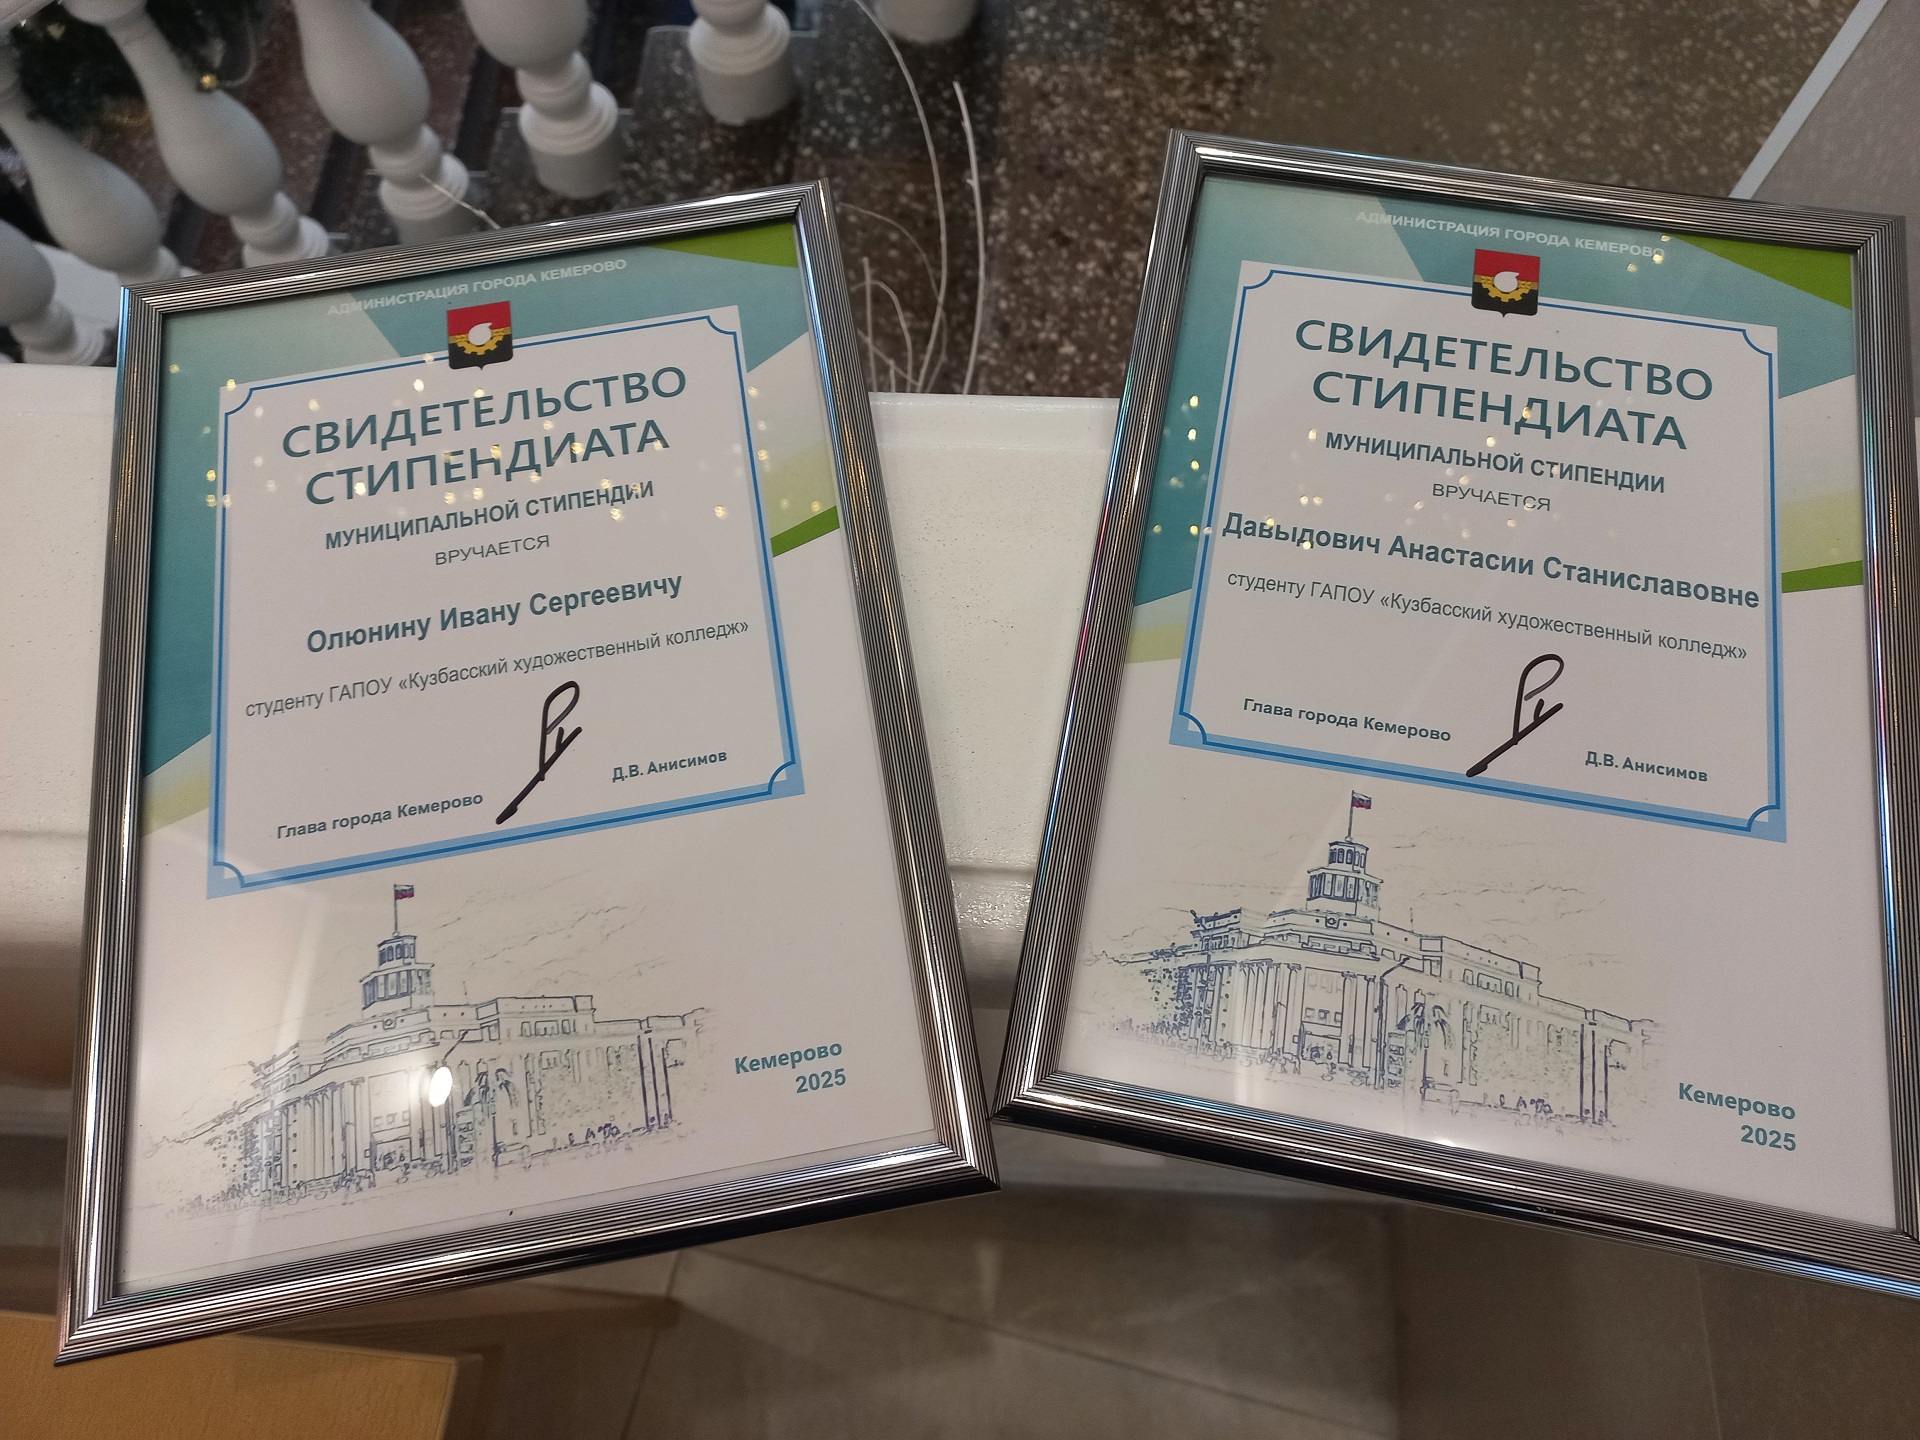 АДМИНИСТРАЦИЯ ГОРОДА КЕМЕРОВО
СВИДЕТЕЛЬСТВО
СТИПЕНДИАТА
МУНИЦИПАЛЬНОЙ СТИПЕНДИИ
ВРУЧАЕТСЯ
Олюнину Ивану Сергеевичу
студенту ГАПОУ «Кузбасский художественный колледж»
Глава города Кемерово
Д.В. Анисимов
Кемерово
2025
АДМИНИСТРАЦИЯ ГОРОДА КЕМЕРОВО
СВИДЕТЕЛЬСТВО
СТИПЕНДИАТА
МУНИЦИПАЛЬНОЙ СТИПЕНДИИ
ВРУЧАЕТСЯ
Давыдович Анастасии Станиславовне
студенту ГАПОУ «Кузбасский художественный колледж»
Глава города Кемерово
Д.В. Анисимов
Кемерово
2025